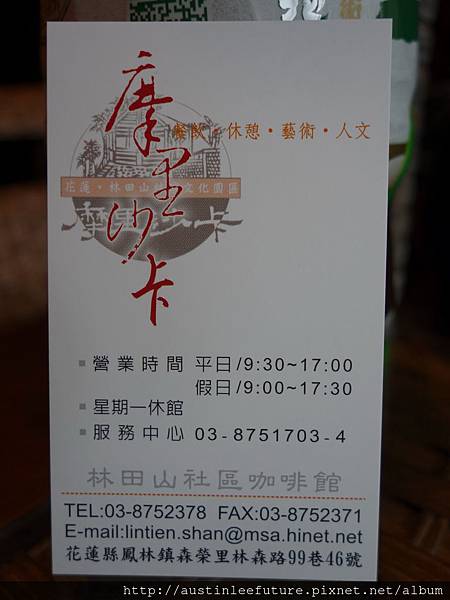 摩里沙卡
餐飲・休憩・藝術・人文
花蓮・林田山 文化園區
摩里沙卡
營業時間 平日/9:30~17:00
假日/9:00~17:30
星期一休館
服務中心 03-8751703-4
林田山社區咖啡館
TEL:03-8752378 FAX:03-8752371
E-mail:lintien.shan@msa.hinet.net
花蓮縣鳳林鎮森榮里林森路99巷46號
http://austinleefuture.pixnet.net/album